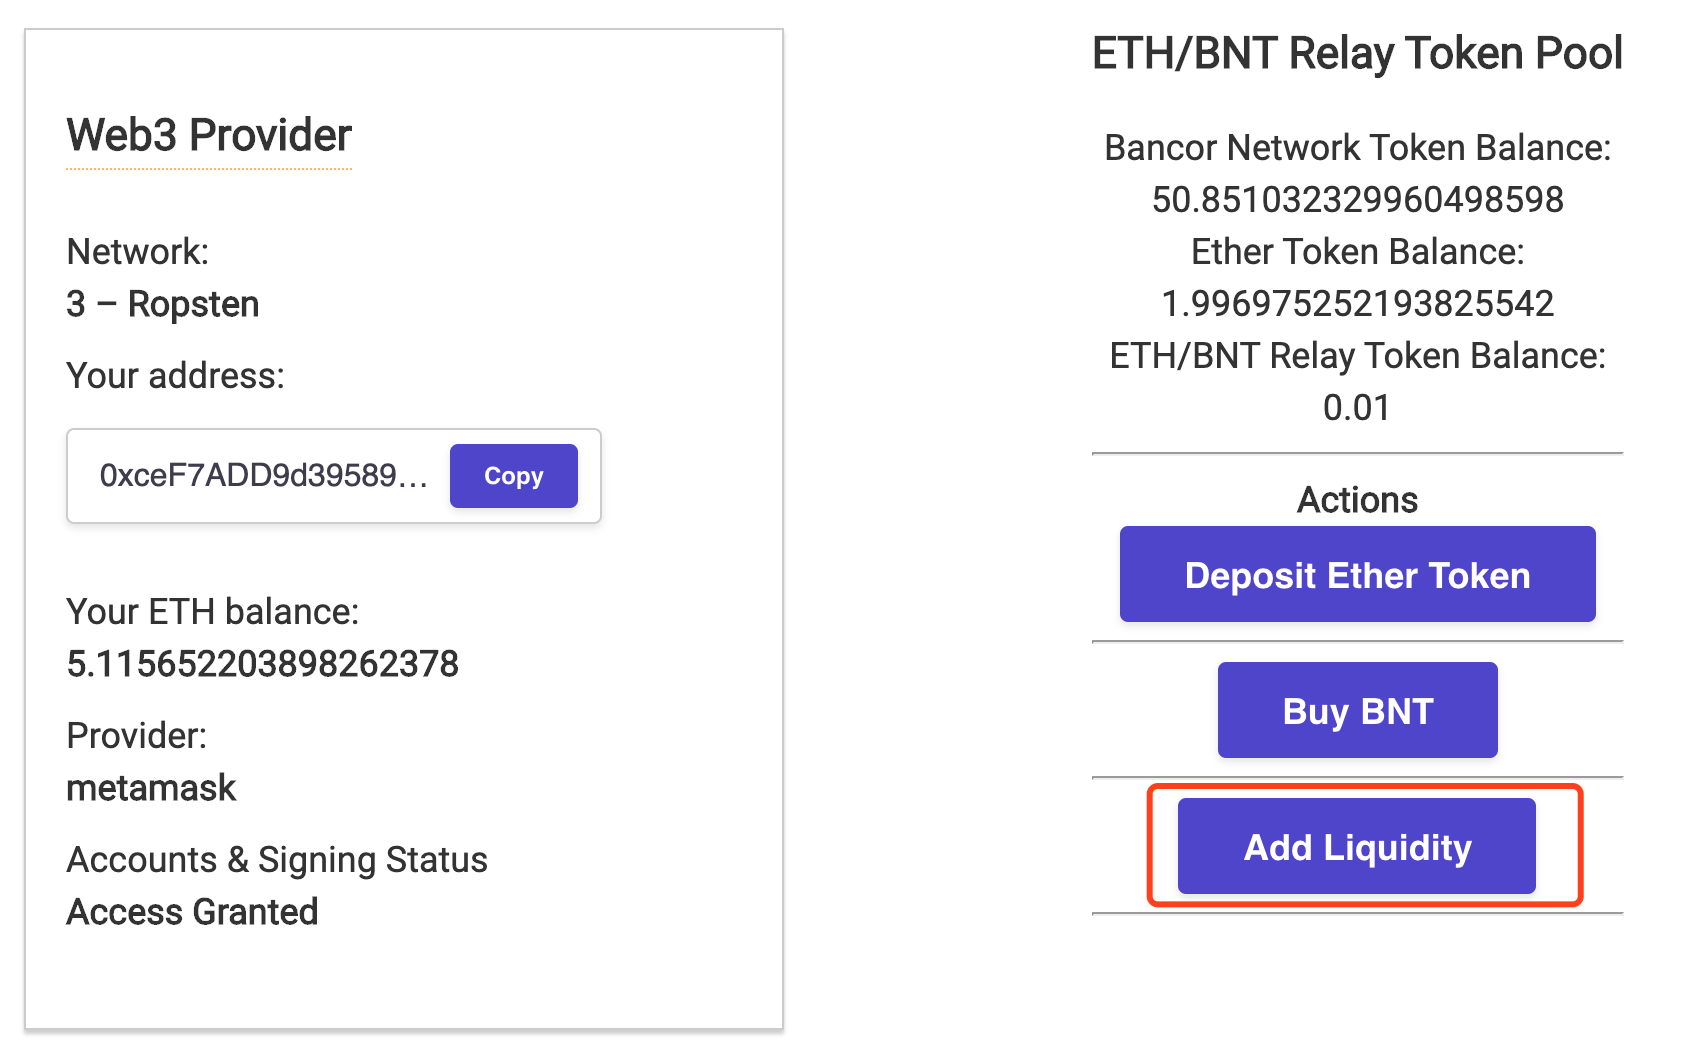 Web3 Provider
Network:
3 – Ropsten
Your address:
0xceF7ADD9d39589...
Copy
Your ETH balance:
5.115652203898262378
Provider:
metamask
Accounts & Signing Status
Access Granted
ETH/BNT Relay Token Pool
Bancor Network Token Balance:
50.851032329960498598
Ether Token Balance:
1.996975252193825542
ETH/BNT Relay Token Balance:
0.01
Actions
Deposit Ether Token
Buy BNT
Add Liquidity